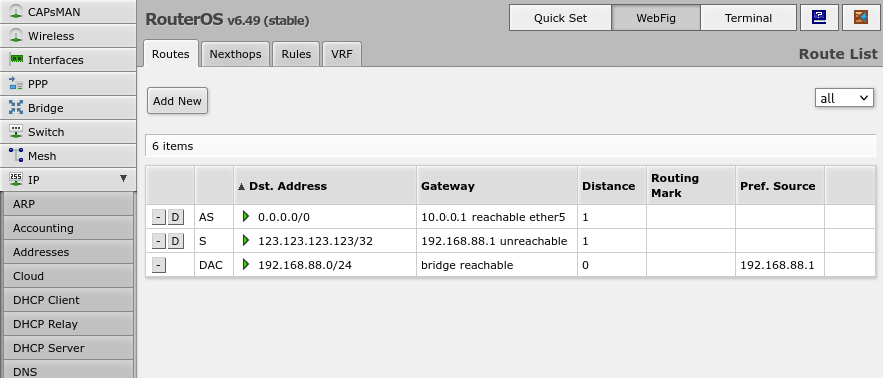 CAPsMAN
Wireless
Interfaces
PPP
Bridge
Switch
Mesh
255
IP
ARP
Accounting
Addresses
Cloud
DHCP Client
DHCP Relay
DHCP Server
DNS
RouterOS v6.49 (stable)
Quick Set WebFig Terminal
Routes Nexthops Rules VRF Route List
Add New all
6 items
Dst. Address Gateway Distance Routing Mark Pref. Source
- D AS 0.0.0.0/0 10.0.0.1 reachable ether5 1
- D S 123.123.123.123/32 192.168.88.1 unreachable 1
- DAC 192.168.88.0/24 bridge reachable 0 192.168.88.1